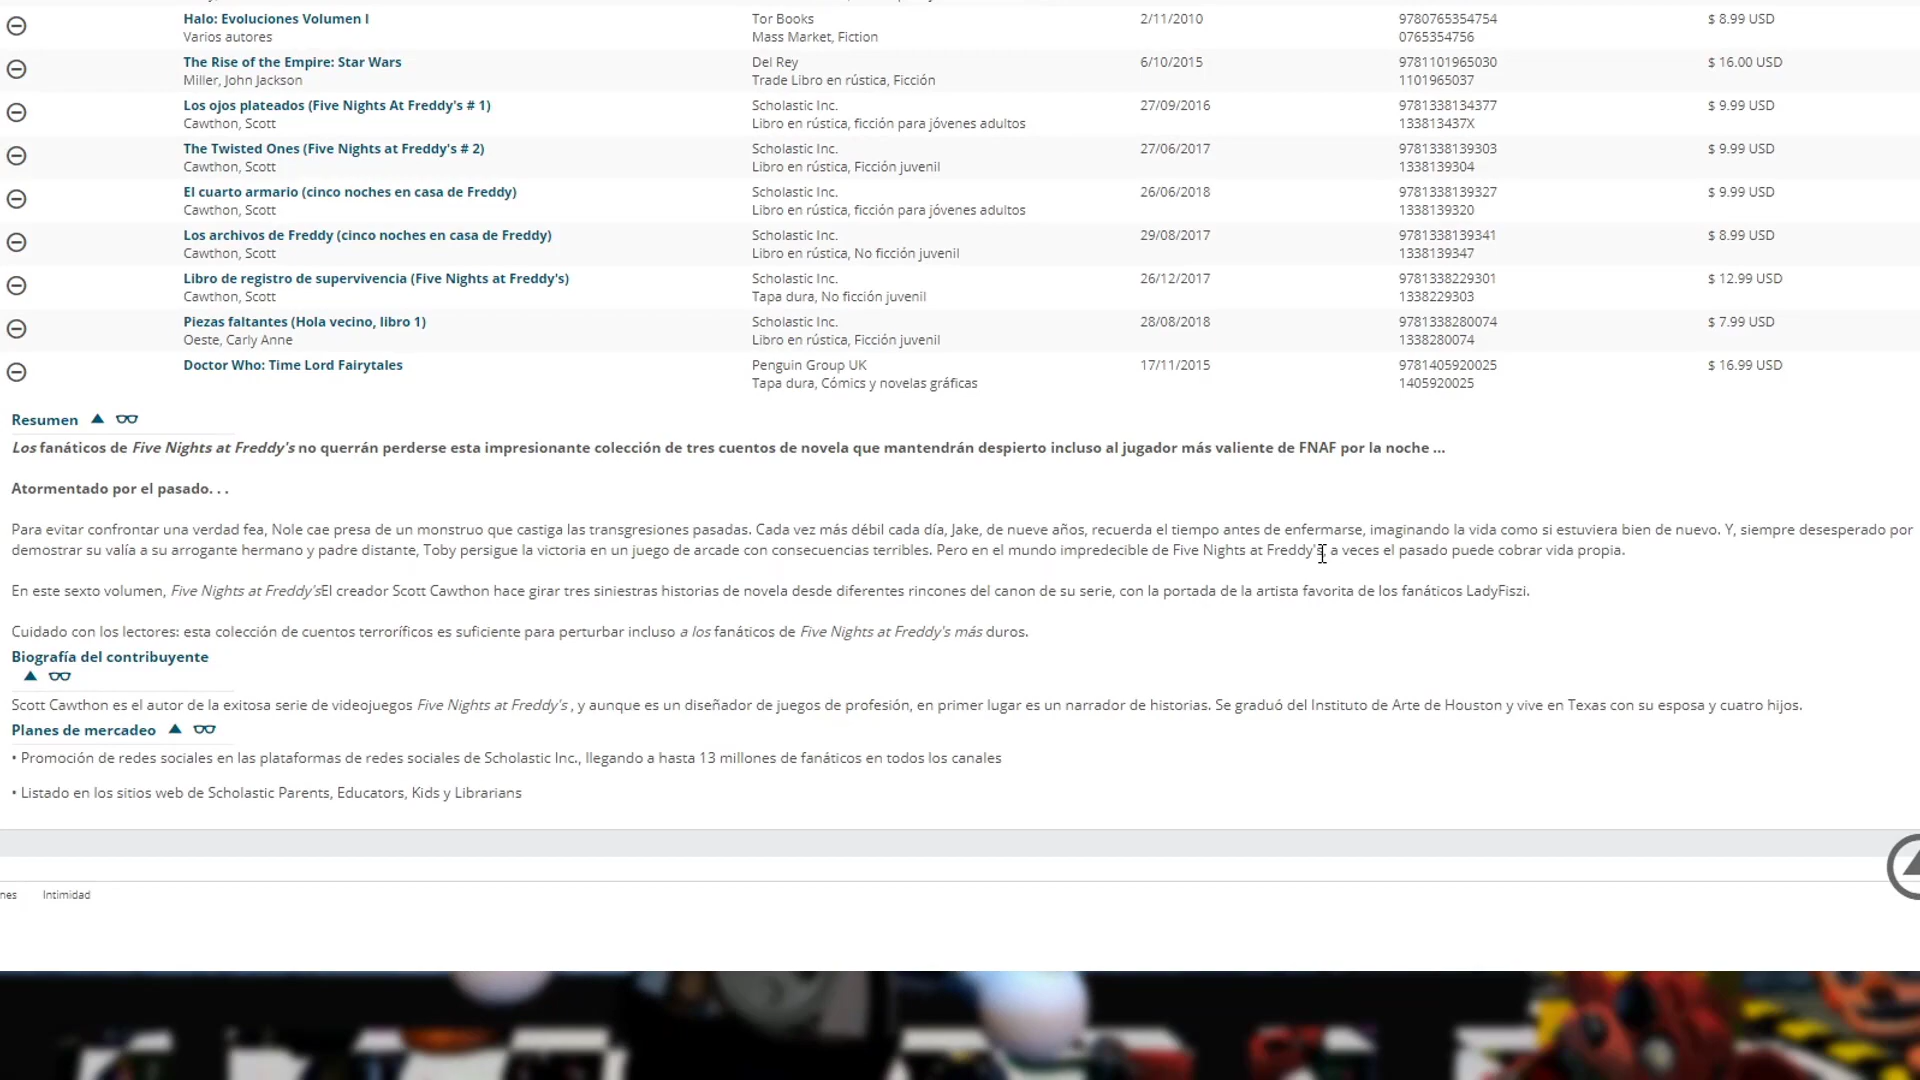 Halo: Evoluciones Volumen I Tor Books 2/11/2010 9780765354754 $ 8.99 USD
Varios autores Mass Market, Fiction 0765354756
The Rise of the Empire: Star Wars Del Rey 6/10/2015 9781101965030 $ 16.00 USD
Miller, John Jackson Trade Libro en rústica, Ficción 1101965037
Los ojos plateados (Five Nights At Freddy's # 1) Scholastic Inc. 27/09/2016 9781338134377 $ 9.99 USD
Cawthon, Scott Libro en rústica, ficción para jóvenes adultos 133813437X
The Twisted Ones (Five Nights at Freddy's # 2) Scholastic Inc. 27/06/2017 9781338139303 $ 9.99 USD
Cawthon, Scott Libro en rústica, Ficción juvenil 1338139304
El cuarto armario (cinco noches en casa de Freddy) Scholastic Inc. 26/06/2018 9781338139327 $ 9.99 USD
Cawthon, Scott Libro en rústica, ficción para jóvenes adultos 1338139320
Los archivos de Freddy (cinco noches en casa de Freddy) Scholastic Inc. 29/08/2017 9781338139341 $ 8.99 USD
Cawthon, Scott Libro en rústica, No ficción juvenil 1338139347
Libro de registro de supervivencia (Five Nights at Freddy's) Scholastic Inc. 26/12/2017 9781338229301 $ 12.99 USD
Cawthon, Scott Tapa dura, No ficción juvenil 1338229303
Piezas faltantes (Hola vecino, libro 1) Scholastic Inc. 28/08/2018 9781338280074 $ 7.99 USD
Oeste, Carly Anne Libro en rústica, Ficción juvenil 1338280074
Doctor Who: Time Lord Fairytales Penguin Group UK 17/11/2015 9781405920025 $ 16.99 USD
Tapa dura, Cómics y novelas gráficas 1405920025
Resumen
Los fanáticos de Five Nights at Freddy's no querrán perderse esta impresionante colección de tres cuentos de novela que mantendrán despierto incluso al jugador más valiente de FNAF por la noche ...
Atormentado por el pasado. . .
Para evitar confrontar una verdad fea, Nole cae presa de un monstruo que castiga las transgresiones pasadas. Cada vez más débil cada día, Jake, de nueve años, recuerda el tiempo antes de enfermarse, imaginando la vida como si estuviera bien de nuevo. Y, siempre desesperado por
demostrar su valía a su arrogante hermano y padre distante, Toby persigue la victoria en un juego de arcade con consecuencias terribles. Pero en el mundo impredecible de Five Nights at Freddy's, a veces el pasado puede cobrar vida propia.
En este sexto volumen, Five Nights at Freddy'sEl creador Scott Cawthon hace girar tres siniestras historias de novela desde diferentes rincones del canon de su serie, con la portada de la artista favorita de los fanáticos LadyFiszi.
Cuidado con los lectores: esta colección de cuentos terroríficos es suficiente para perturbar incluso a los fanáticos de Five Nights at Freddy's más duros.
Biografía del contribuyente
Scott Cawthon es el autor de la exitosa serie de videojuegos Five Nights at Freddy's , y aunque es un diseñador de juegos de profesión, en primer lugar es un narrador de historias. Se graduó del Instituto de Arte de Houston y vive en Texas con su esposa y cuatro hijos.
Planes de mercadeo
• Promoción de redes sociales en las plataformas de redes sociales de Scholastic Inc., llegando a hasta 13 millones de fanáticos en todos los canales
• Listado en los sitios web de Scholastic Parents, Educators, Kids y Librarians
nes Intimidad